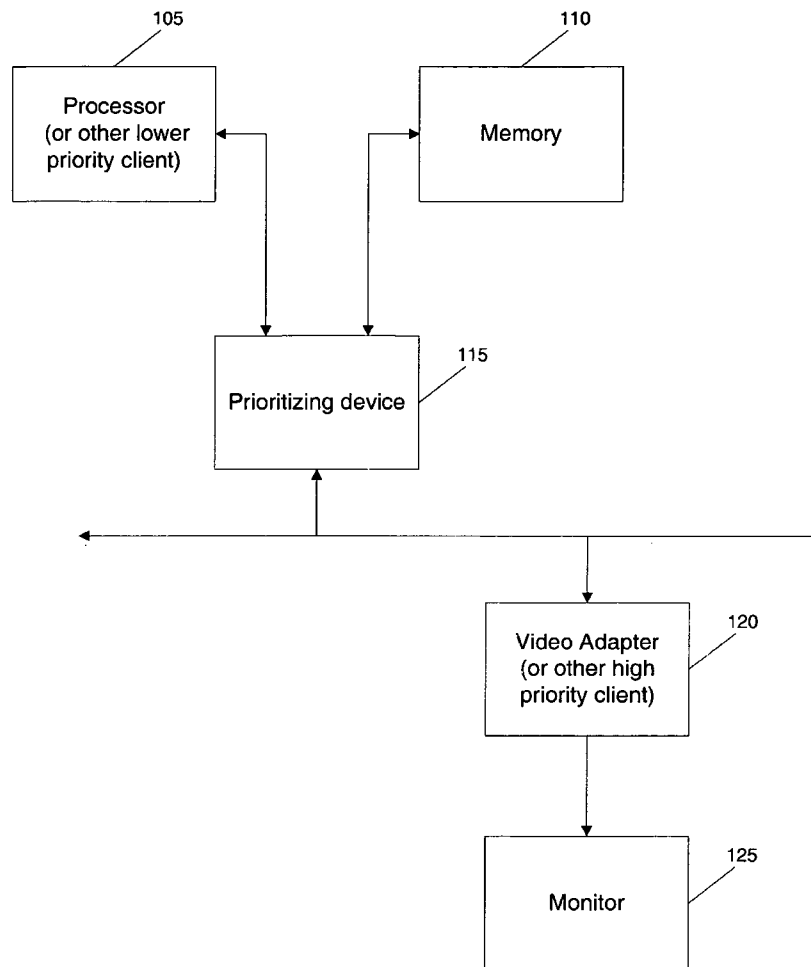 105
110
Processor
(or other lower
priority client)
Memory
115
Prioritizing device
120
Video Adapter
(or other high
priority client)
125
Monitor